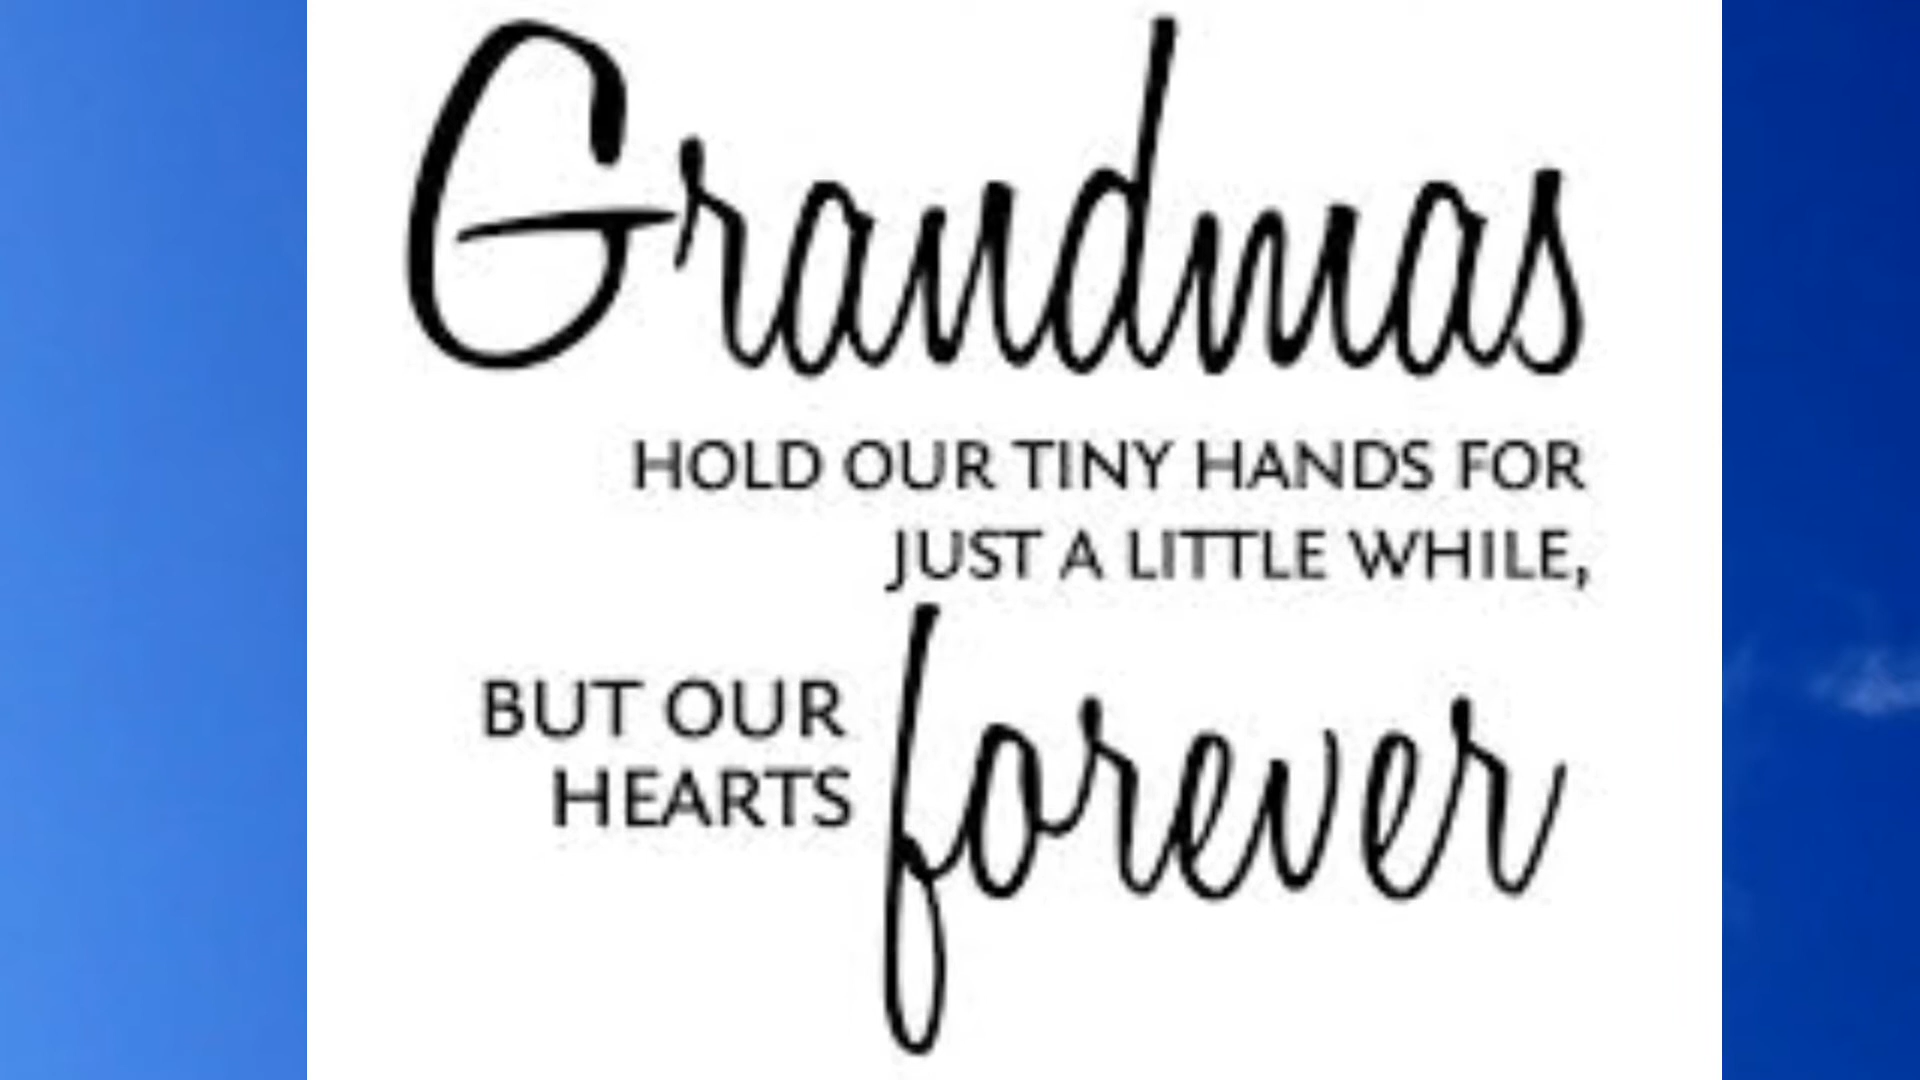 Grandmas
HOLD OUR TINY HANDS FOR
JUST A LITTLE WHILE,
BUT OUR
HEARTS forever